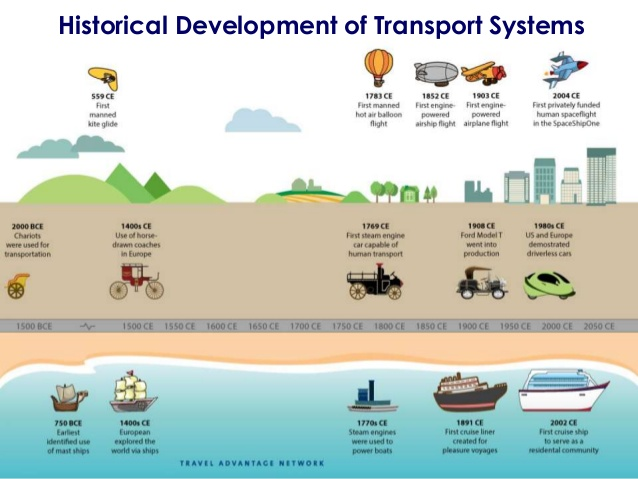 Historical Development of Transport Systems
559 CE
First
manned
kite glide
1783 CE
First manned
hot air balloon
flight
1852 CE
First engine-
powered
airship flight
1903 CE
First engine-
powered
airplane flight
2004 CE
First privately funded
human spaceflight
in the SpaceShipOne
2000 BCE
Chariots
were used for
transportation
1400s CE
Use of horse-
drawn coaches
in Europe
1769 CE
First steam engine
car capable of
human transport
1908 CE
Ford Model T
went into
production
1980s CE
US and Europe
demostrated
driverless cars
1500 BCE 1500 CE 1550 CE 1600 CE 1650 CE 1700 CE 1750 CE 1800 CE 1850 CE 1900 CE 1950 CE 2000 CE 2050 CE
750 BCE
Earliest
identified use
of mast ships
1400s CE
European
explored the
world via ships
1770s CE
Steam engines
were used to
power boats
1891 CE
First cruise liner
created for
pleasure voyages
2002 CE
First cruise ship
to serve as a
residental community
TRAVEL ADVANTAGE NETWORK